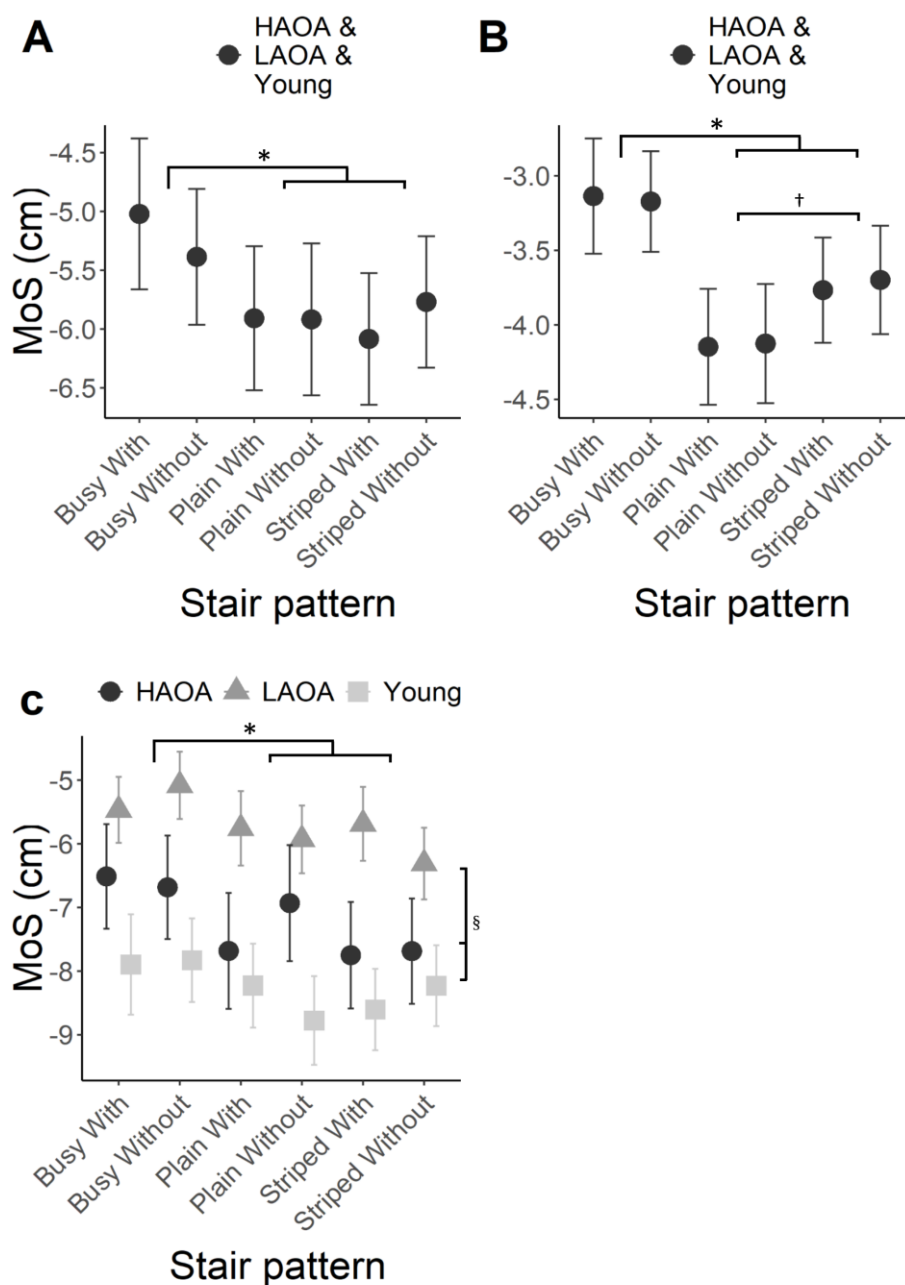 A
HAOA &
LAOA &
Young
*
-4.5
-5.0
-5.5
-6.0
-6.5
MoS (cm)
Busy With
Busy Without
Plain With
Plain Without
Striped With
Striped Without
Stair pattern
B
HAOA &
LAOA &
Young
*
†
-3.0
-3.5
-4.0
-4.5
Busy With
Busy Without
Plain With
Plain Without
Striped With
Striped Without
Stair pattern
c
HAOA LAOA Young
*
§
-5
-6
-7
-8
-9
MoS (cm)
Busy With
Busy Without
Plain With
Plain Without
Striped With
Striped Without
Stair pattern